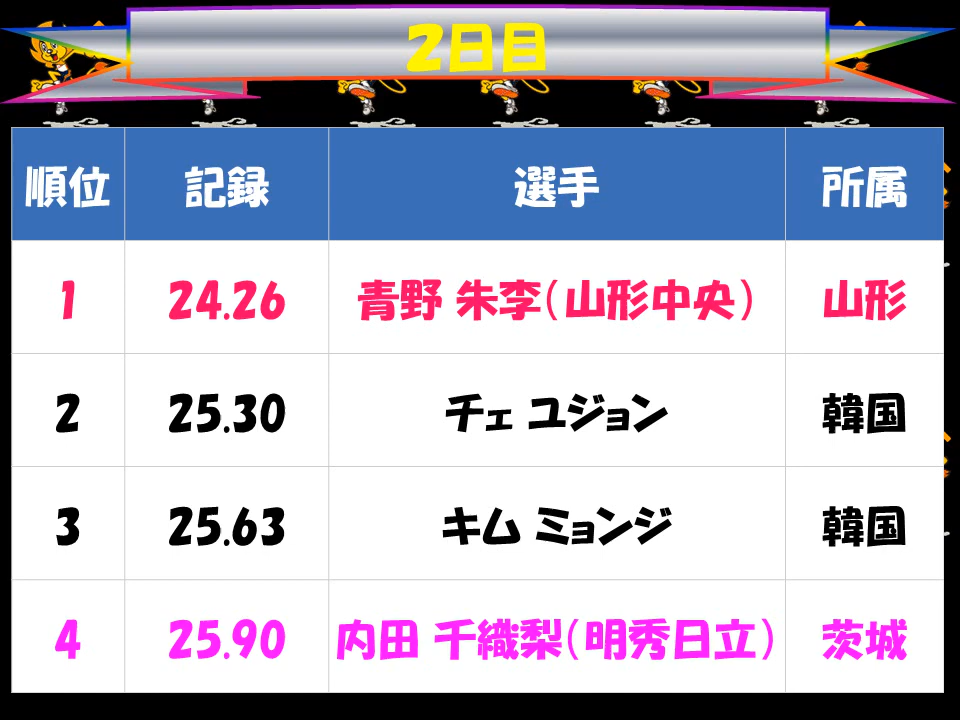 2日目
順位 記録 選手 所属
1 24.26 青野 朱李(山形中央) 山形
2 25.30 チェ ユジョン 韓国
3 25.63 キム ミョンジ 韓国
4 25.90 内田 千織梨(明秀日立) 茨城